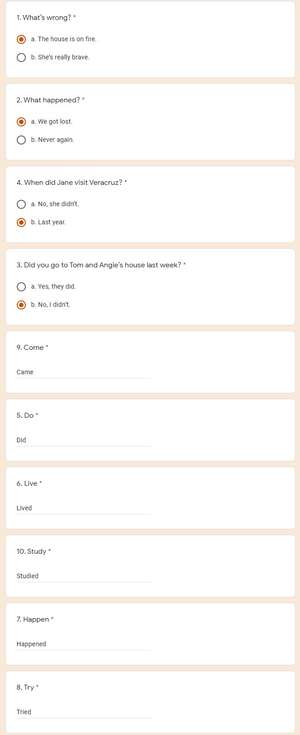 1. What's wrong? *
a. The house is on fire.
b. She's really brave.
2. What happened? *
a. We got lost.
b. Never again.
4. When did Jane visit Veracruz? *
a. No, she didn't.
b. Last year.
3. Did you go to Tom and Angie's house last week? *
a. Yes, they did.
b. No, I didn't.
9. Come *
Came
5. Do *
Did
6. Live *
Lived
10. Study *
Studied
7. Happen *
Happened
8. Try *
Tried